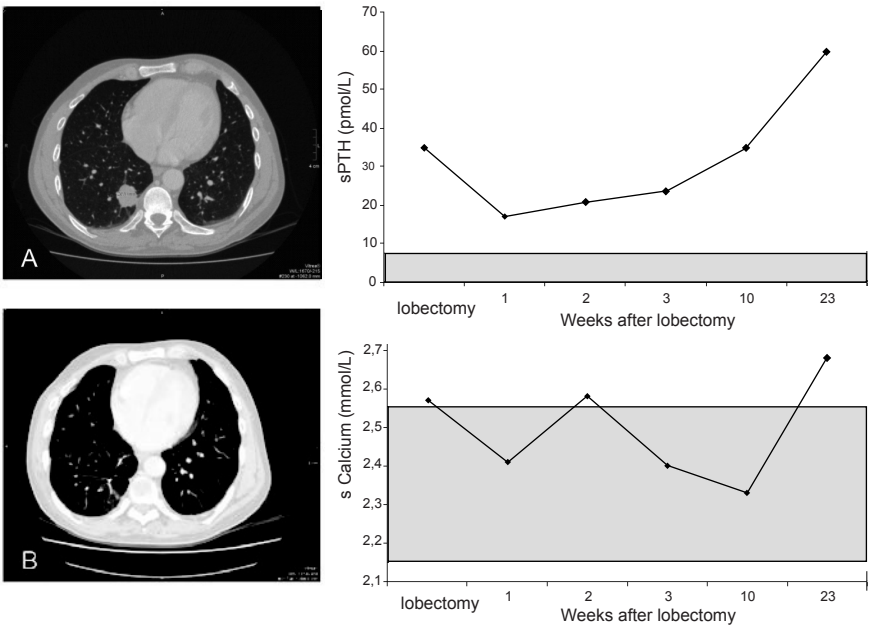 A
4 cm
B
sPTH (pmol/L)
70
60
50
40
30
20
10
0
lobectomy 1 2 3 10 23
Weeks after lobectomy
s Calcium (mmol/L)
2,7
2,6
2,5
2,4
2,3
2,2
2,1
lobectomy 1 2 3 10 23
Weeks after lobectomy